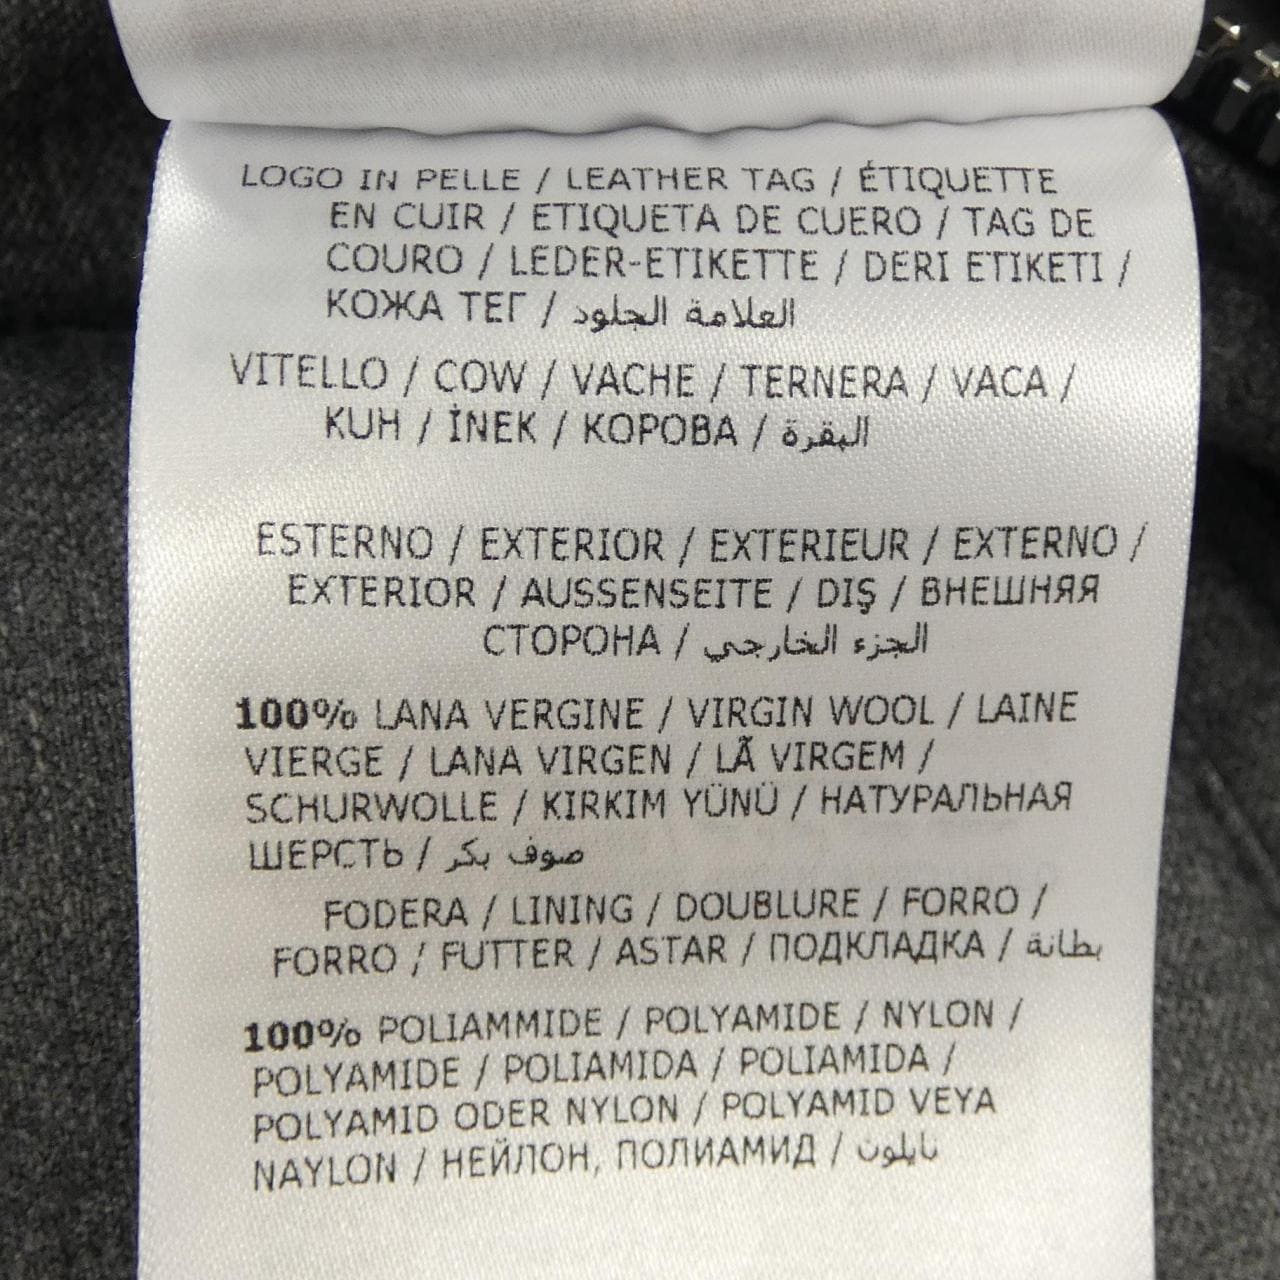 LOGO IN PELLE / LEATHER TAG / ÉTIQUETTE
EN CUIR / ETIQUETA DE CUERO / TAG DE
COURO / LEDER-ETIKETTE / DERI ETIKETI /
КОЖА ТЕГ / العلامة الجلود
VITELLO / COW / VACHE / TERNERA / VACA /
KUH / İNEK / КОРОВА / البقرة
ESTERNO / EXTERIOR / EXTERIEUR / EXTERNO /
EXTERIOR / AUSSENSEITE / DIŞ / ВНЕШНЯЯ
СТОРОНА / الجزء الخارجي
100% LANA VERGINE / VIRGIN WOOL / LAINE
VIERGE / LANA VIRGEN / LÃ VIRGEM /
SCHURWOLLE / KIRKIM YÜNÜ / НАТУРАЛЬНАЯ
ШЕРСТЬ / صوف بكر
FODERA / LINING / DOUBLURE / FORRO /
FORRO / FUTTER / ASTAR / ПОДКЛАДКА / بطانة
100% POLIAMMIDE / POLYAMIDE / NYLON /
POLYAMIDE / POLIAMIDA / POLIAMIDA /
POLYAMID ODER NYLON / POLYAMID VEYA
NAYLON / НЕЙЛОН, ПОЛИАМИД / نايلون